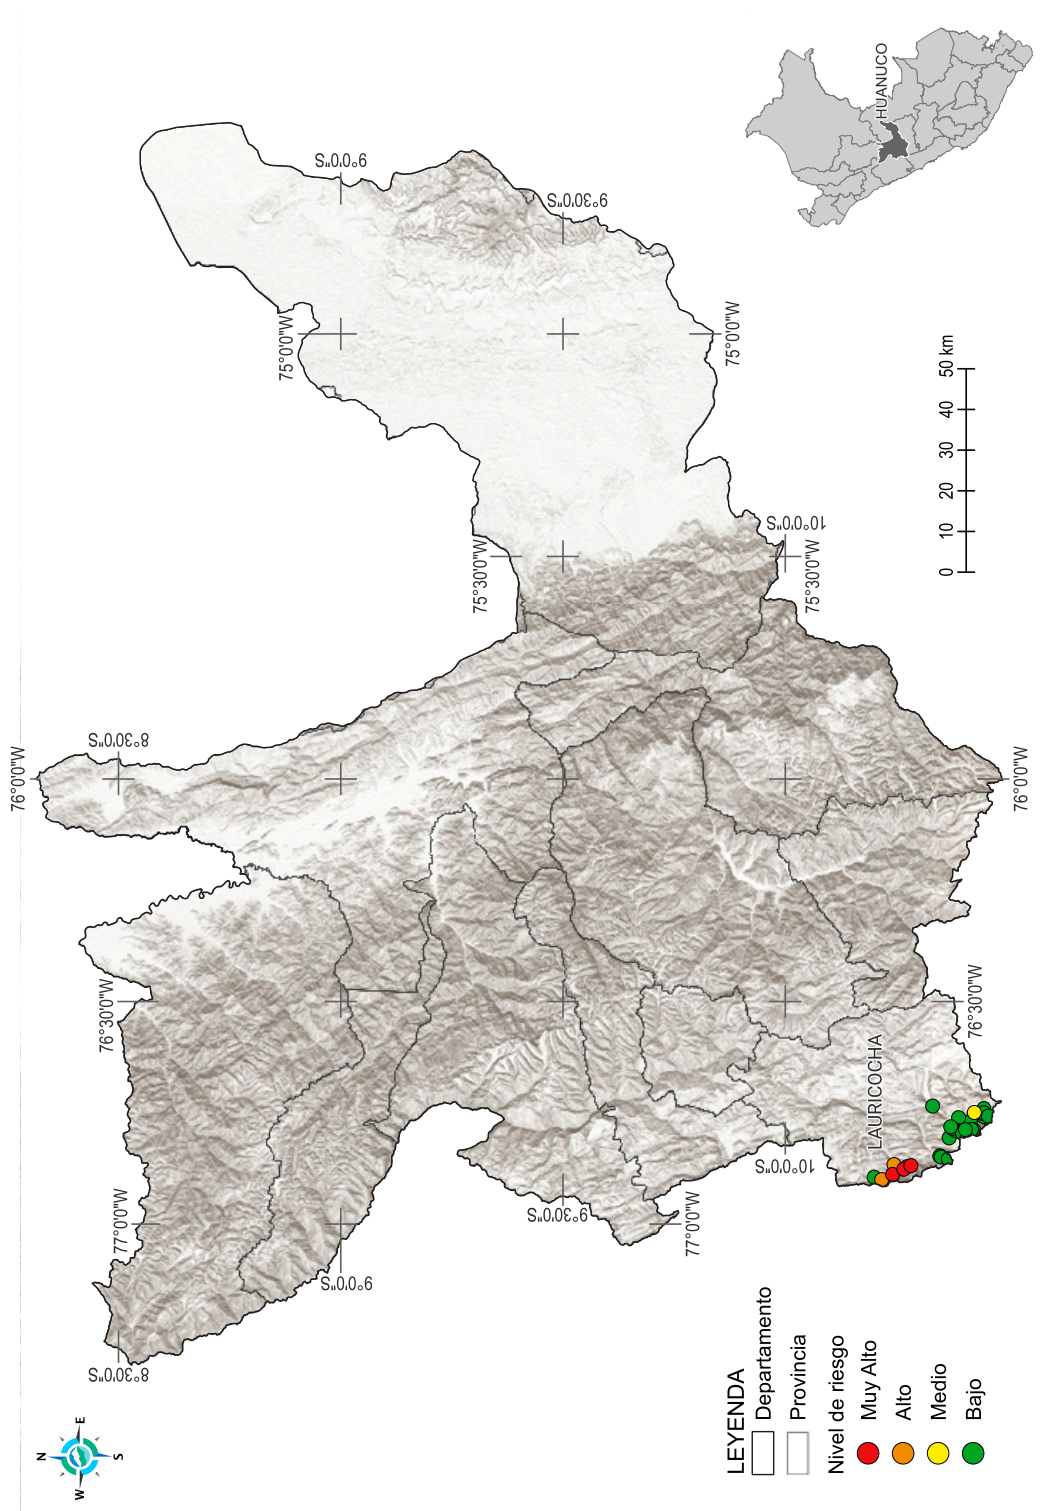 N
W
E
S
8°30'0"S
9°0'0"S
9°30'0"S
10°0'0"S
77°0'0"W
77°0'0"W
76°30'0"W
76°30'0"W
76°0'0"W
76°0'0"W
75°30'0"W
75°30'0"W
75°0'0"W
75°0'0"W
8°30'0"S
9°0'0"S
9°30'0"S
10°0'0"S
LAURICOCHA
HUANUCO
0 10 20 30 40 50 km
LEYENDA
Departamento
Provincia
Nivel de riesgo
Muy Alto
Alto
Medio
Bajo